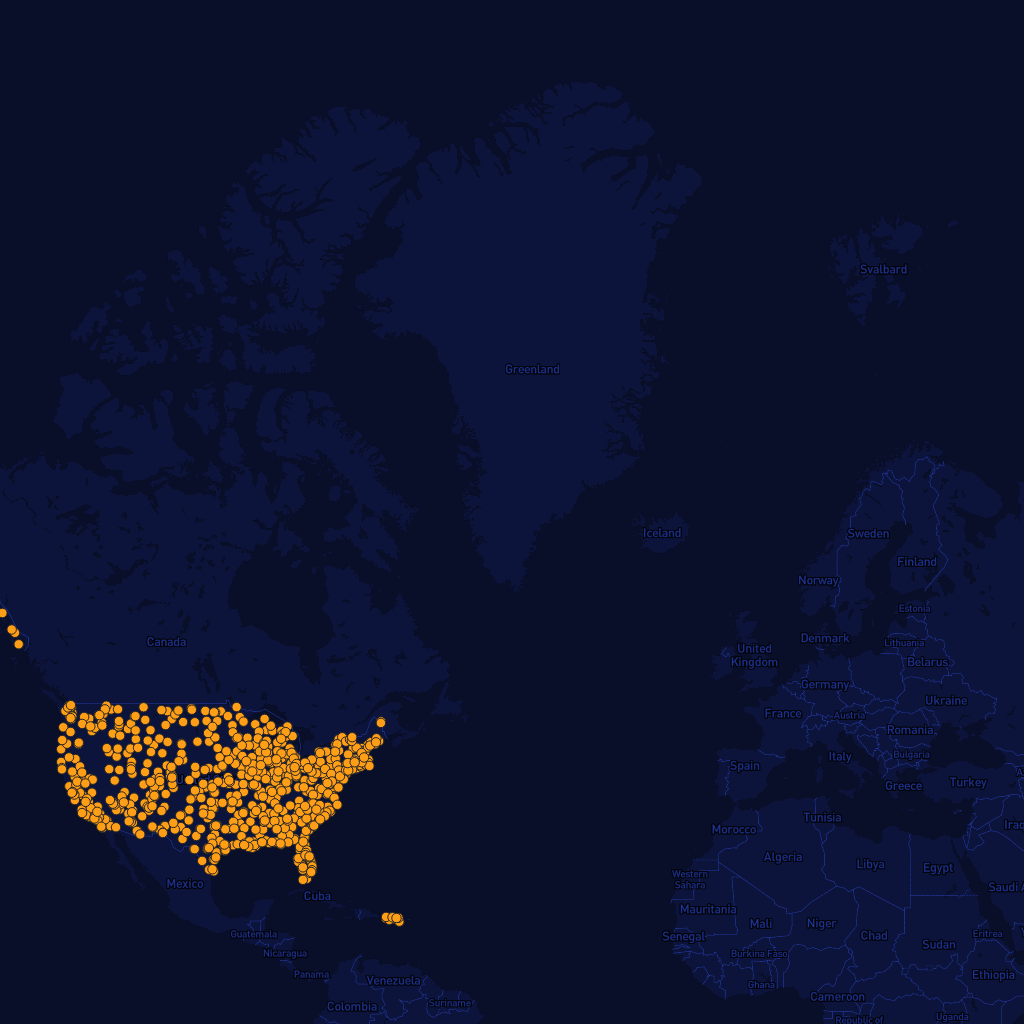 Svalbard
Greenland
Iceland
Sweden
Finland
Norway
Estonia
Canada
Denmark
Lithuania
United
Kingdom
Belarus
Germany
Ukraine
France
Austria
Romania
Italy
Bulgaria
Spain
Greece
Turkey
Tunisia
Iraq
Morocco
Algeria
Libya
Egypt
Western
Sahara
Mexico
Saudi A
Cuba
Mauritania
Mali
Niger
Senegal
Chad
Sudan
Eritrea
Guatemala
Nicaragua
Burkina Faso
Panama
Ethiopia
Venezuela
Ghana
Colombia
Suriname
Cameroon
Republic of
Uganda